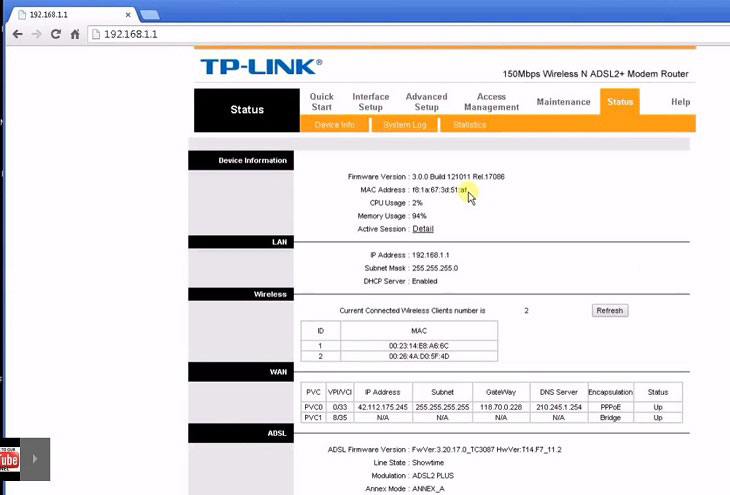 192.168.1.1
192.168.1.1
TP-LINK®
150Mbps Wireless N ADSL2+ Modem Router
Status
Quick Start
Interface Setup
Advanced Setup
Access Management
Maintenance
Status
Help
Device Info
System Log
Statistics
Device Information
Firmware Version : 3.0.0 Build 121011 Rel.17086
MAC Address : f8:1a:67:3d:51:af
CPU Usage : 2%
Memory Usage : 94%
Active Session : Detail
LAN
IP Address : 192.168.1.1
Subnet Mask : 255.255.255.0
DHCP Server : Enabled
Wireless
Current Connected Wireless Clients number is 2 Refresh
ID MAC
1 00:23:14:E8:A6:6C
2 00:26:4A:D0:5F:4D
WAN
PVC VPI/VCI IP Address Subnet GateWay DNS Server Encapsulation Status
PVC0 0/33 42.112.175.245 255.255.255.255 118.70.0.228 210.245.1.254 PPPoE Up
PVC1 8/35 N/A N/A N/A N/A Bridge Up
ADSL
ADSL Firmware Version : FwVer:3.20.17.0_TC3087 HwVer:T14.F7_11.2
Line State : Showtime
Modulation : ADSL2 PLUS
Annex Mode : ANNEX_A